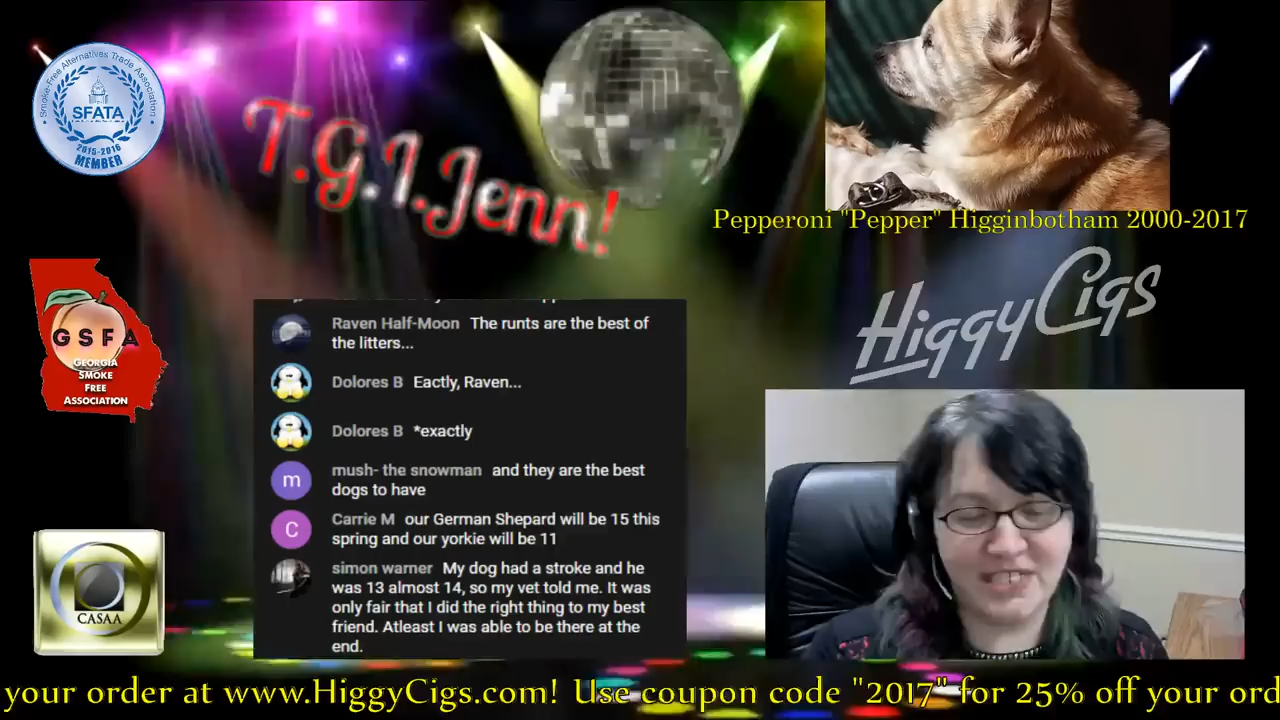 Smoke-Free Alternatives Trade Association
SFATA
2015-2016
MEMBER
T.G.I.Jenn!
Pepperoni "Pepper" Higginbotham 2000-2017
HiggyCigs
GSFA
GEORGIA
SMOKE
FREE
ASSOCIATION
Raven Half-Moon The runts are the best of
the litters...
Dolores B Eactly, Raven...
Dolores B *exactly
m
mush- the snowman and they are the best
dogs to have
C
Carrie M our German Shepard will be 15 this
spring and our yorkie will be 11
simon warner My dog had a stroke and he
was 13 almost 14, so my vet told me. It was
only fair that I did the right thing to my best
friend. Atleast I was able to be there at the
end.
CASAA
your order at www.HiggyCigs.com! Use coupon code "2017" for 25% off your ord